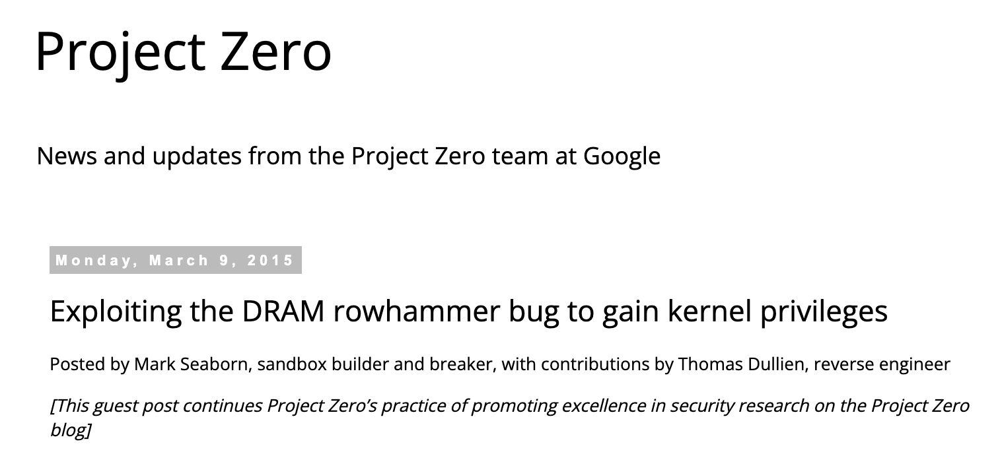 Project Zero
News and updates from the Project Zero team at Google
Monday, March 9, 2015
Exploiting the DRAM rowhammer bug to gain kernel privileges
Posted by Mark Seaborn, sandbox builder and breaker, with contributions by Thomas Dullien, reverse engineer
[This guest post continues Project Zero’s practice of promoting excellence in security research on the Project Zero
blog]